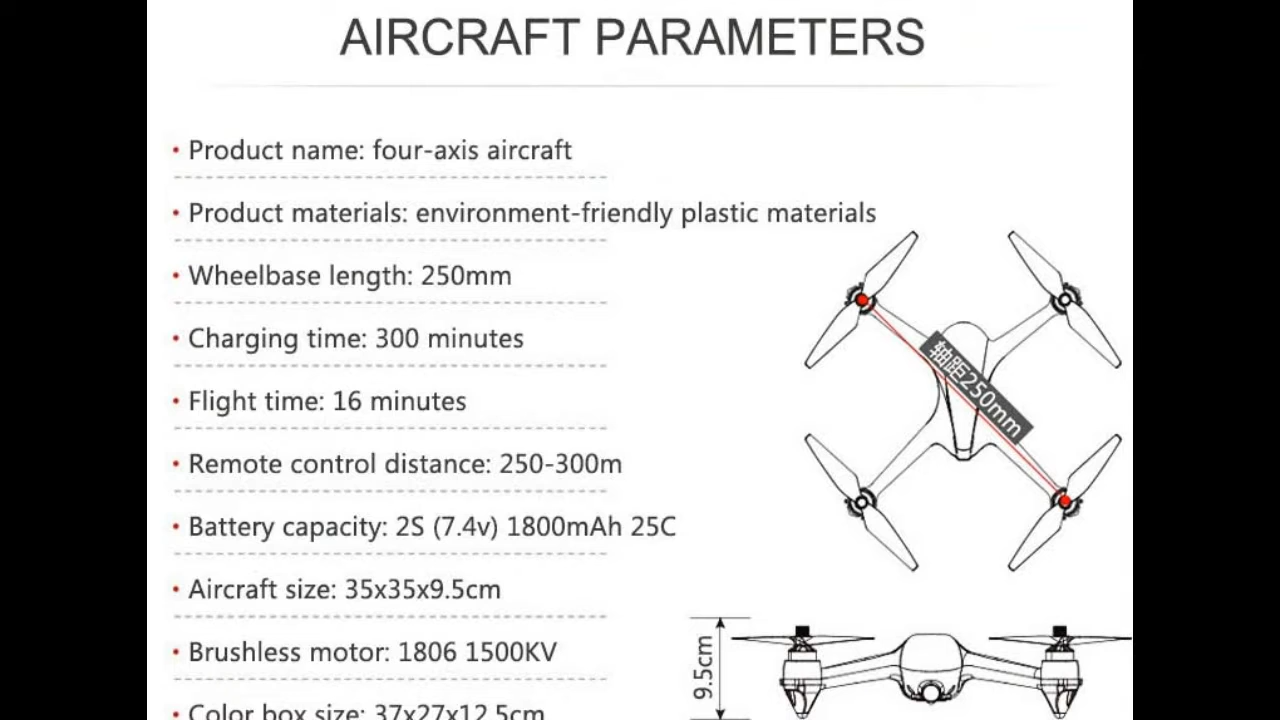 AIRCRAFT PARAMETERS
• Product name: four-axis aircraft
• Product materials: environment-friendly plastic materials
• Wheelbase length: 250mm
• Charging time: 300 minutes
• Flight time: 16 minutes
• Remote control distance: 250-300m
• Battery capacity: 2S (7.4v) 1800mAh 25C
• Aircraft size: 35x35x9.5cm
• Brushless motor: 1806 1500KV
• Color box size: 37x27x12.5cm
轴距250mm
9.5cm